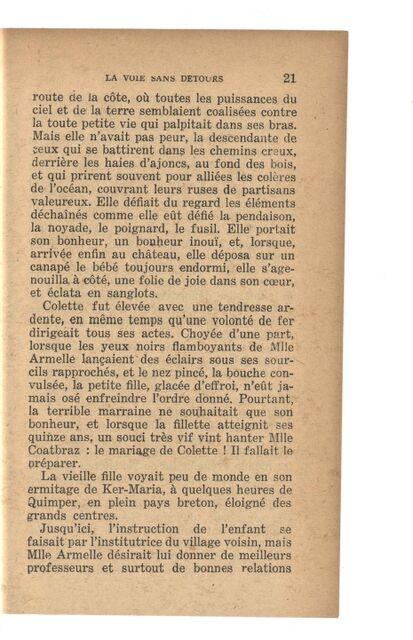 LA VOIE SANS DETOURS 21
route de la côte, où toutes les puissances du
ciel et de la terre semblaient coalisées contre
la toute petite vie qui palpitait dans ses bras.
Mais elle n'avait pas peur, la descendante de
ceux qui se battirent dans les chemins creux,
derrière les haies d'ajoncs, au fond des bois,
et qui prirent souvent pour alliées les colères
de l'océan, couvrant leurs ruses de partisans
valeureux. Elle défiait du regard les éléments
déchaînés comme elle eût défié la pendaison,
la noyade, le poignard, le fusil. Elle portait
son bonheur, un bonheur inouï, et, lorsque,
arrivée enfin au château, elle déposa sur un
canapé le bébé toujours endormi, elle s'age-
nouilla à côté, une folie de joie dans son cœur,
et éclata en sanglots.
Colette fut élevée avec une tendresse ar-
dente, en même temps qu'une volonté de fer
dirigeait tous ses actes. Choyée d'une part,
lorsque les yeux noirs flamboyants de Mlle
Armelle lançaient des éclairs sous ses sour-
cils rapprochés, et le nez pincé, la bouche con-
vulsée, la petite fille, glacée d'effroi, n'eût ja-
mais osé enfreindre l'ordre donné. Pourtant,
la terrible marraine ne souhaitait que son
bonheur, et lorsque la fillette atteignit ses
quinze ans, un souci très vif vint hanter Mlle
Coatbraz : le mariage de Colette ! Il fallait le
préparer.
La vieille fille voyait peu de monde en son
ermitage de Ker-Maria, à quelques heures de
Quimper, en plein pays breton, éloigné des
grands centres.
Jusqu'ici, l'instruction de l'enfant se
faisait par l'institutrice du village voisin, mais
Mlle Armelle désirait lui donner de meilleurs
professeurs et surtout de bonnes relations